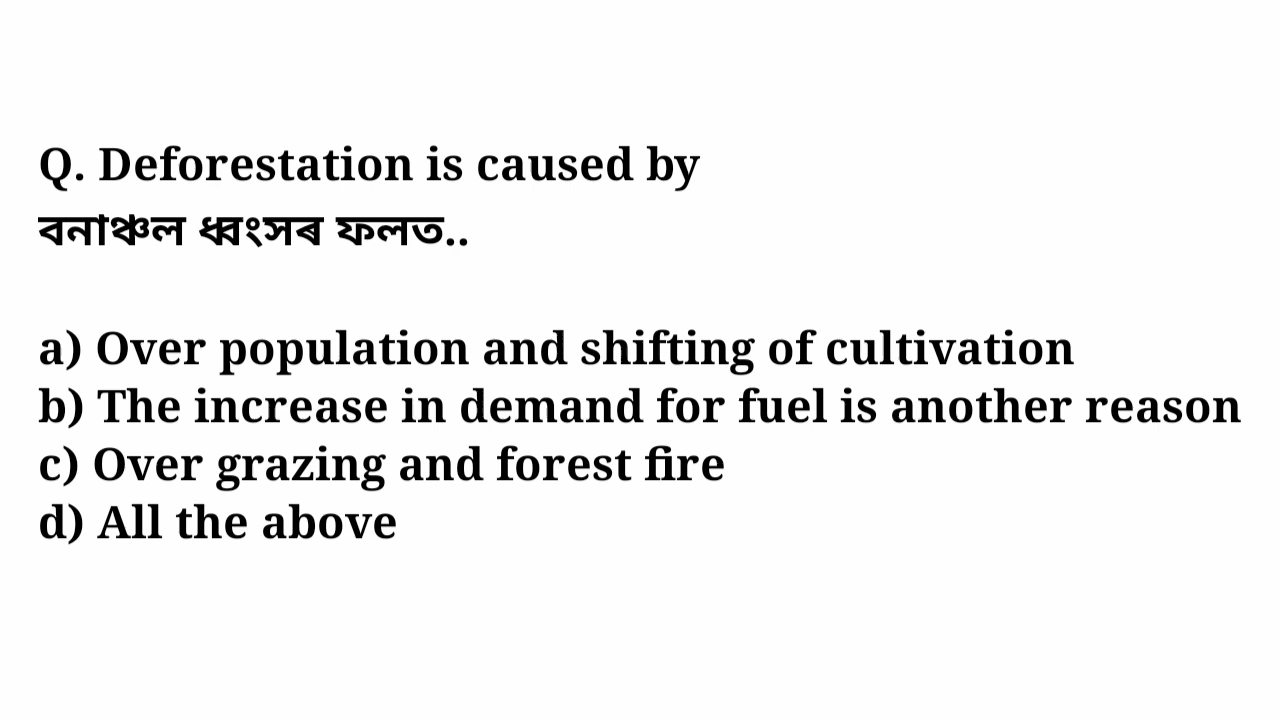 Q. Deforestation is caused by
বনাঞ্চল ধ্বংসৰ ফলত..
a) Over population and shifting of cultivation
b) The increase in demand for fuel is another reason
c) Over grazing and forest fire
d) All the above